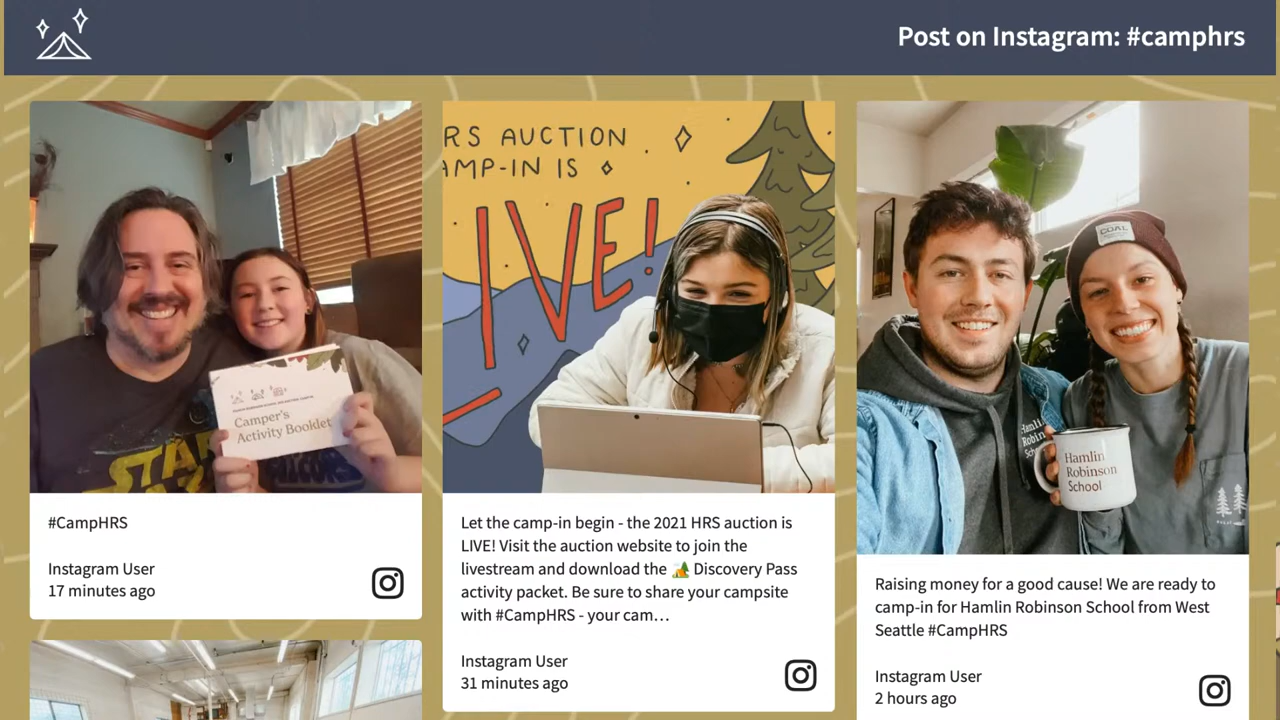 Post on Instagram: #camphrs
Camper's
Activity Booklet
#CampHRS
Instagram User
17 minutes ago
RS AUCTION
AMP-IN IS
IVE!
Let the camp-in begin - the 2021 HRS auction is
LIVE! Visit the auction website to join the
livestream and download the 🏕️ Discovery Pass
activity packet. Be sure to share your campsite
with #CampHRS - your cam…
Instagram User
31 minutes ago
COAL
Hamlin
Robinson
School
Raising money for a good cause! We are ready to
camp-in for Hamlin Robinson School from West
Seattle #CampHRS
Instagram User
2 hours ago